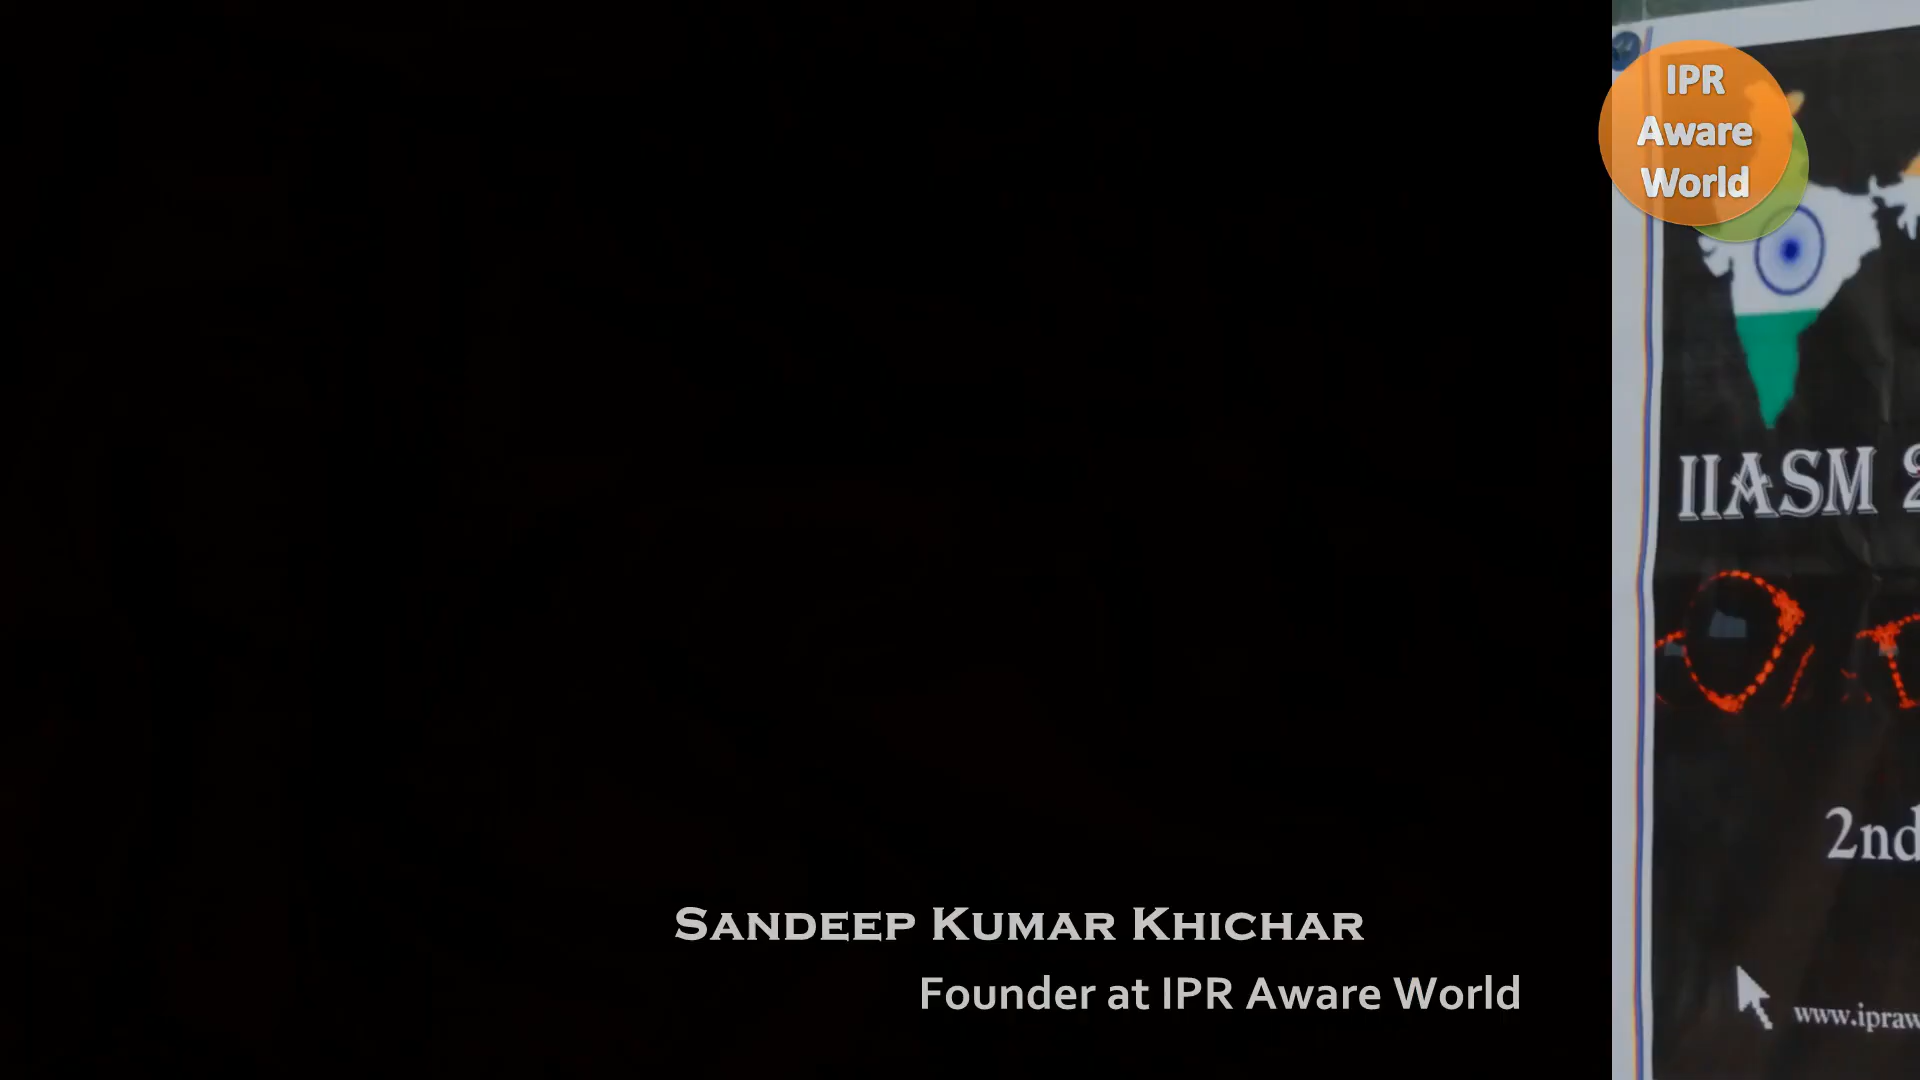 IPR
Aware
World
IIASM
2nd
SANDEEP KUMAR KHICHAR
Founder at IPR Aware World